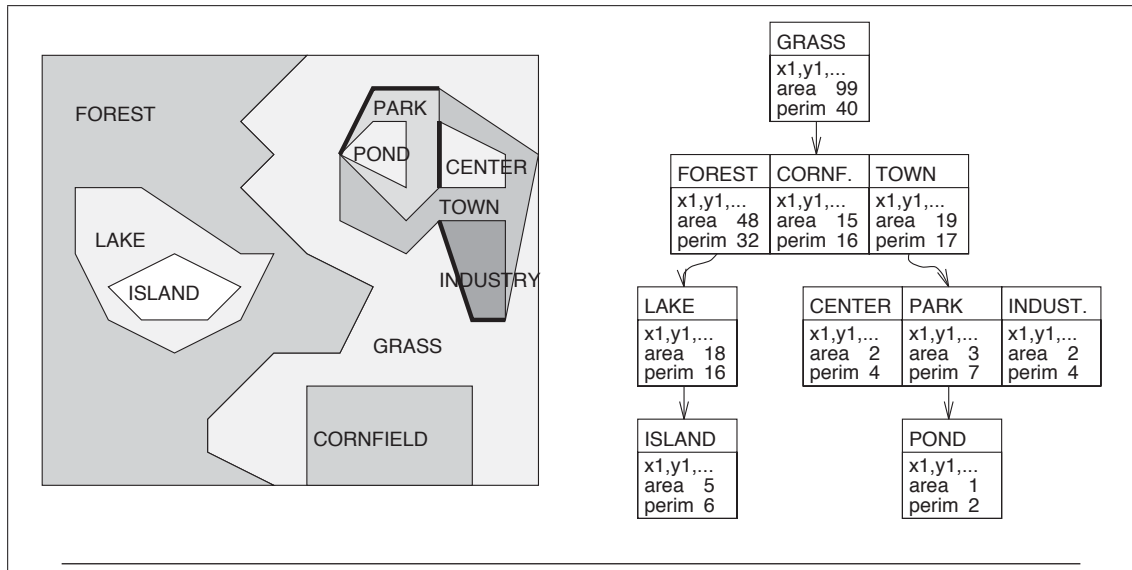 FOREST
PARK
POND
CENTER
TOWN
LAKE
INDUSTRY
ISLAND
GRASS
CORNFIELD
GRASS
x1,y1,...
area 99
perim 40
FOREST CORNF. TOWN
x1,y1,... x1,y1,... x1,y1,...
area 48 area 15 area 19
perim 32 perim 16 perim 17
LAKE
x1,y1,...
area 18
perim 16
CENTER PARK INDUST.
x1,y1,... x1,y1,... x1,y1,...
area 2 area 3 area 2
perim 4 perim 7 perim 4
ISLAND
x1,y1,...
area 5
perim 6
POND
x1,y1,...
area 1
perim 2